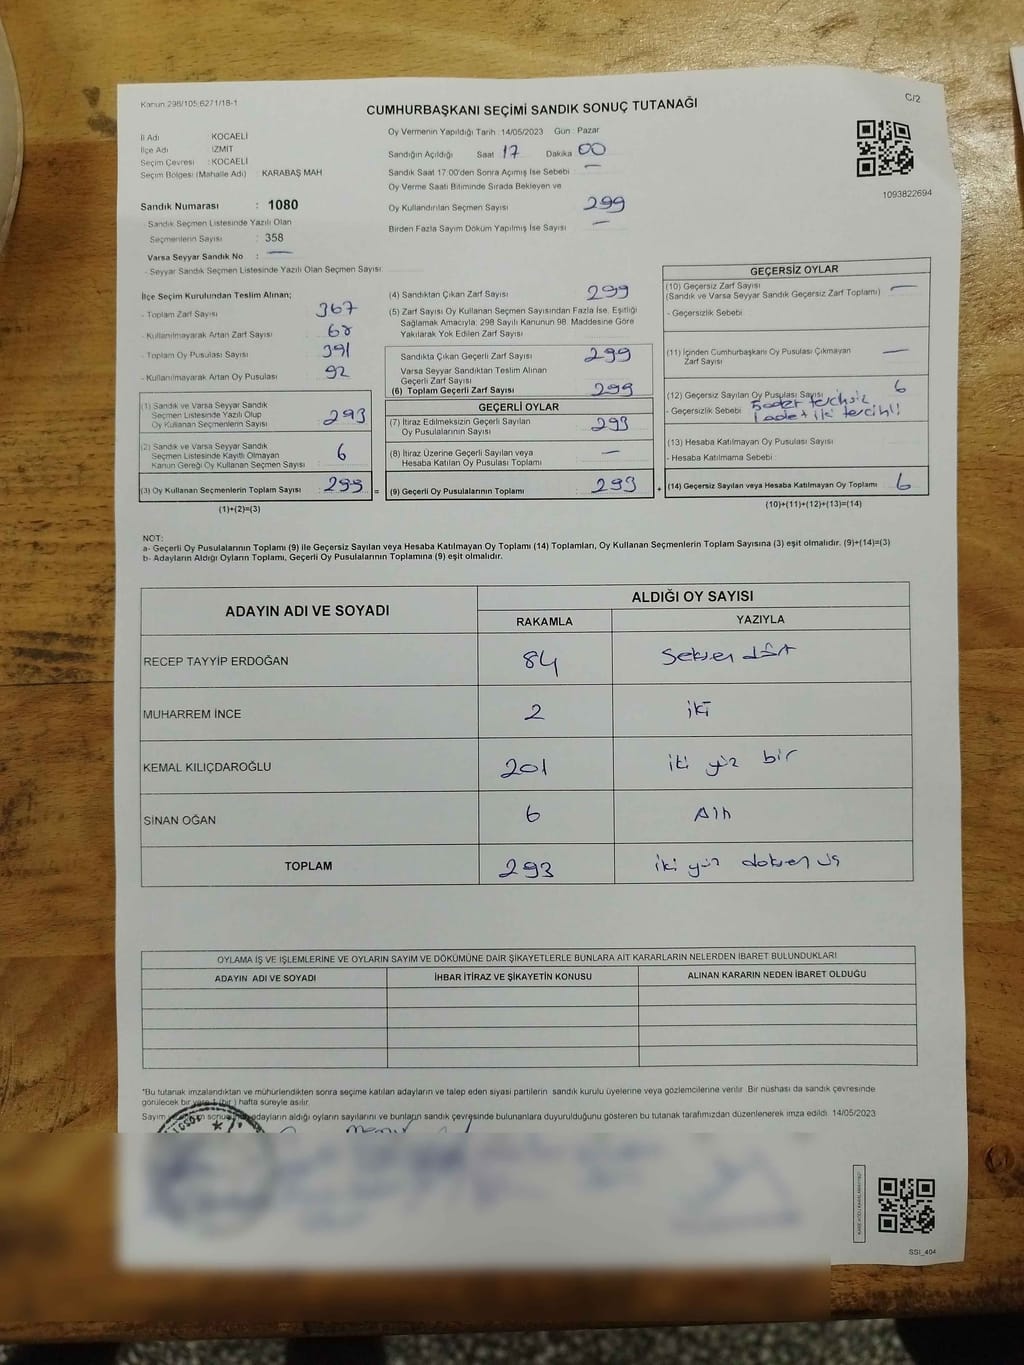 Kanun 298/105;6271/18-1
C/2
CUMHURBAŞKANI SEÇİMİ SANDIK SONUÇ TUTANAĞI
İl Adı KOCAELİ
İlçe Adı İZMİT
Seçim Çevresi : KOCAELİ
Seçim Bölgesi (Mahalle Adı) KARABAŞ MAH
Sandık Numarası : 1080
- Sandık Seçmen Listesinde Yazılı Olan
Seçmenlerin Sayısı : 358
Varsa Seyyar Sandık No : —
- Seyyar Sandık Seçmen Listesinde Yazılı Olan Seçmen Sayısı
Oy Vermenin Yapıldığı Tarih : 14/05/2023 Gün : Pazar
Sandığın Açıldığı Saat 17 Dakika 00
Sandık Saat 17:00'den Sonra Açımış İse Sebebi —
Oy Verme Saati Bitiminde Sırada Bekleyen ve
Oy Kullandırılan Seçmen Sayısı 299
Birden Fazla Sayım Döküm Yapılmış İse Sayısı —
1093822694
İlçe Seçim Kurulundan Teslim Alınan;
- Toplam Zarf Sayısı : 367
- Kullanılmayarak Artan Zarf Sayısı : 68
- Toplam Oy Pusulası Sayısı : 391
- Kullanılmayarak Artan Oy Pusulası : 92
(1) Sandık ve Varsa Seyyar Sandık
Seçmen Listesinde Yazılı Olup
Oy Kullanan Seçmenlerin Sayısı : 293
(2) Sandık ve Varsa Seyyar Sandık
Seçmen Listesinde Kayıtlı Olmayan
Kanun Gereği Oy Kullanan Seçmen Sayısı : 6
(3) Oy Kullanan Seçmenlerin Toplam Sayısı : 299 =
(1)+(2)=(3)
(4) Sandıktan Çıkan Zarf Sayısı : 299
(5) Zarf Sayısı Oy Kullanan Seçmen Sayısından Fazla İse, Eşitliği
Sağlamak Amacıyla; 298 Sayılı Kanunun 98. Maddesine Göre
Yakılarak Yok Edilen Zarf Sayısı
Sandıkta Çıkan Geçerli Zarf Sayısı : 299
Varsa Seyyar Sandıktan Teslim Alınan
Geçerli Zarf Sayısı
(6) Toplam Geçerli Zarf Sayısı : 299
GEÇERLİ OYLAR
(7) İtiraz Edilmeksizin Geçerli Sayılan
Oy Pusulalarının Sayısı : 293
(8) İtiraz Üzerine Geçerli Sayılan veya
Hesaba Katılan Oy Pusulası Toplamı : —
(9) Geçerli Oy Pusulalarının Toplamı : 293 +
GEÇERSİZ OYLAR
(10) Geçersiz Zarf Sayısı
(Sandık ve Varsa Seyyar Sandık Geçersiz Zarf Toplamı) —
- Geçersizlik Sebebi
(11) İçinden Cumhurbaşkanı Oy Pusulası Çıkmayan
Zarf Sayısı —
(12) Geçersiz Sayılan Oy Pusulası Sayısı : 6
- Geçersizlik Sebebi 5 adet tercihsiz
1 adet iki tercihli
(13) Hesaba Katılmayan Oy Pusulası Sayısı
- Hesaba Katılmama Sebebi :
(14) Geçersiz Sayılan veya Hesaba Katılmayan Oy Toplamı : 6
(10)+(11)+(12)+(13)=(14)
NOT:
a- Geçerli Oy Pusulalarının Toplamı (9) ile Geçersiz Sayılan veya Hesaba Katılmayan Oy Toplamı (14) Toplamları, Oy Kullanan Seçmenlerin Toplam Sayısına (3) eşit olmalıdır. (9)+(14)=(3)
b- Adayların Aldığı Oyların Toplamı, Geçerli Oy Pusulalarının Toplamına (9) eşit olmalıdır.
ADAYIN ADI VE SOYADI ALDIĞI OY SAYISI
RAKAMLA YAZIYLA
RECEP TAYYİP ERDOĞAN 84 Seksen dört
MUHARREM İNCE 2 iki
KEMAL KILIÇDAROĞLU 201 iki yüz bir
SİNAN OĞAN 6 Altı
TOPLAM 293 iki yüz doksen üç
OYLAMA İŞ VE İŞLEMLERİNE VE OYLARIN SAYIM VE DÖKÜMÜNE DAİR ŞİKAYETLERLE BUNLARA AİT KARARLARIN NELERDEN İBARET BULUNDUKLARI
ADAYIN ADI VE SOYADI İHBAR İTİRAZ VE ŞİKAYETİN KONUSU ALINAN KARARIN NEDEN İBARET OLDUĞU
*Bu tutanak imzalandıktan ve mühürlendikten sonra seçime katılan adayların ve talep eden siyasi partilerin sandık kurulu üyelerine veya gözlemcilerine verilir. Bir nüshası da sandık çevresinde
görülecek bir yere 1 (bir) hafta süreyle asılır.
Sayım adayların aldığı oyların sayılarını ve bunların sandık çevresinde bulunanlara duyurulduğunu gösteren bu tutanak tarafımızdan düzenlenerek imza edildi. 14/05/2023
SSİ_404